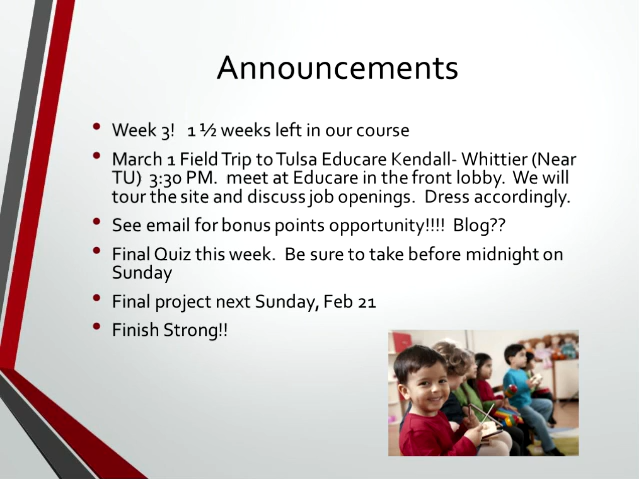 Announcements
• Week 3!   1 ½ weeks left in our course
• March 1 Field Trip to Tulsa Educare Kendall- Whittier (Near
TU)  3:30 PM.  meet at Educare in the front lobby.  We will
tour the site and discuss job openings.  Dress accordingly.
• See email for bonus points opportunity!!!!  Blog??
• Final Quiz this week.  Be sure to take before midnight on
Sunday
• Final project next Sunday, Feb 21
• Finish Strong!!